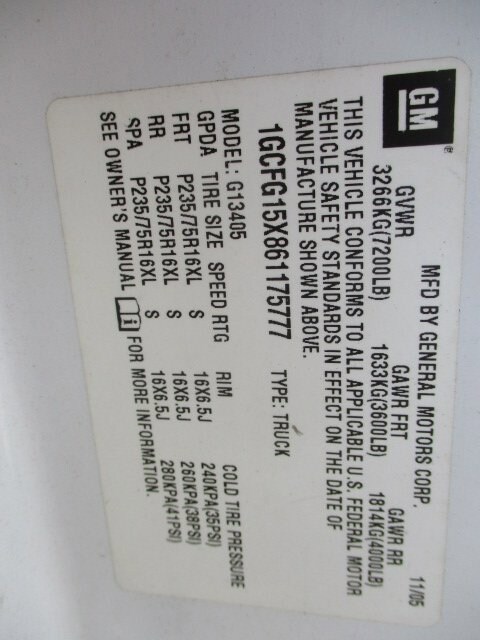 GM®
MFD BY GENERAL MOTORS CORP. 11/05
GVWR GAWR FRT GAWR RR
3266KG(7200LB) 1633KG(3600LB) 1814KG(4000LB)
THIS VEHICLE CONFORMS TO ALL APPLICABLE U.S. FEDERAL MOTOR
VEHICLE SAFETY STANDARDS IN EFFECT ON THE DATE OF
MANUFACTURE SHOWN ABOVE.
1GCFG15X861175777 TYPE: TRUCK
MODEL: G13405
GPDA TIRE SIZE SPEED RTG RIM COLD TIRE PRESSURE
FRT P235/75R16XL S 16X6.5J 240KPA(35PSI)
RR P235/75R16XL S 16X6.5J 260KPA(38PSI)
SPA P235/75R16XL S 16X6.5J 280KPA(41PSI)
SEE OWNER'S MANUAL i FOR MORE INFORMATION.